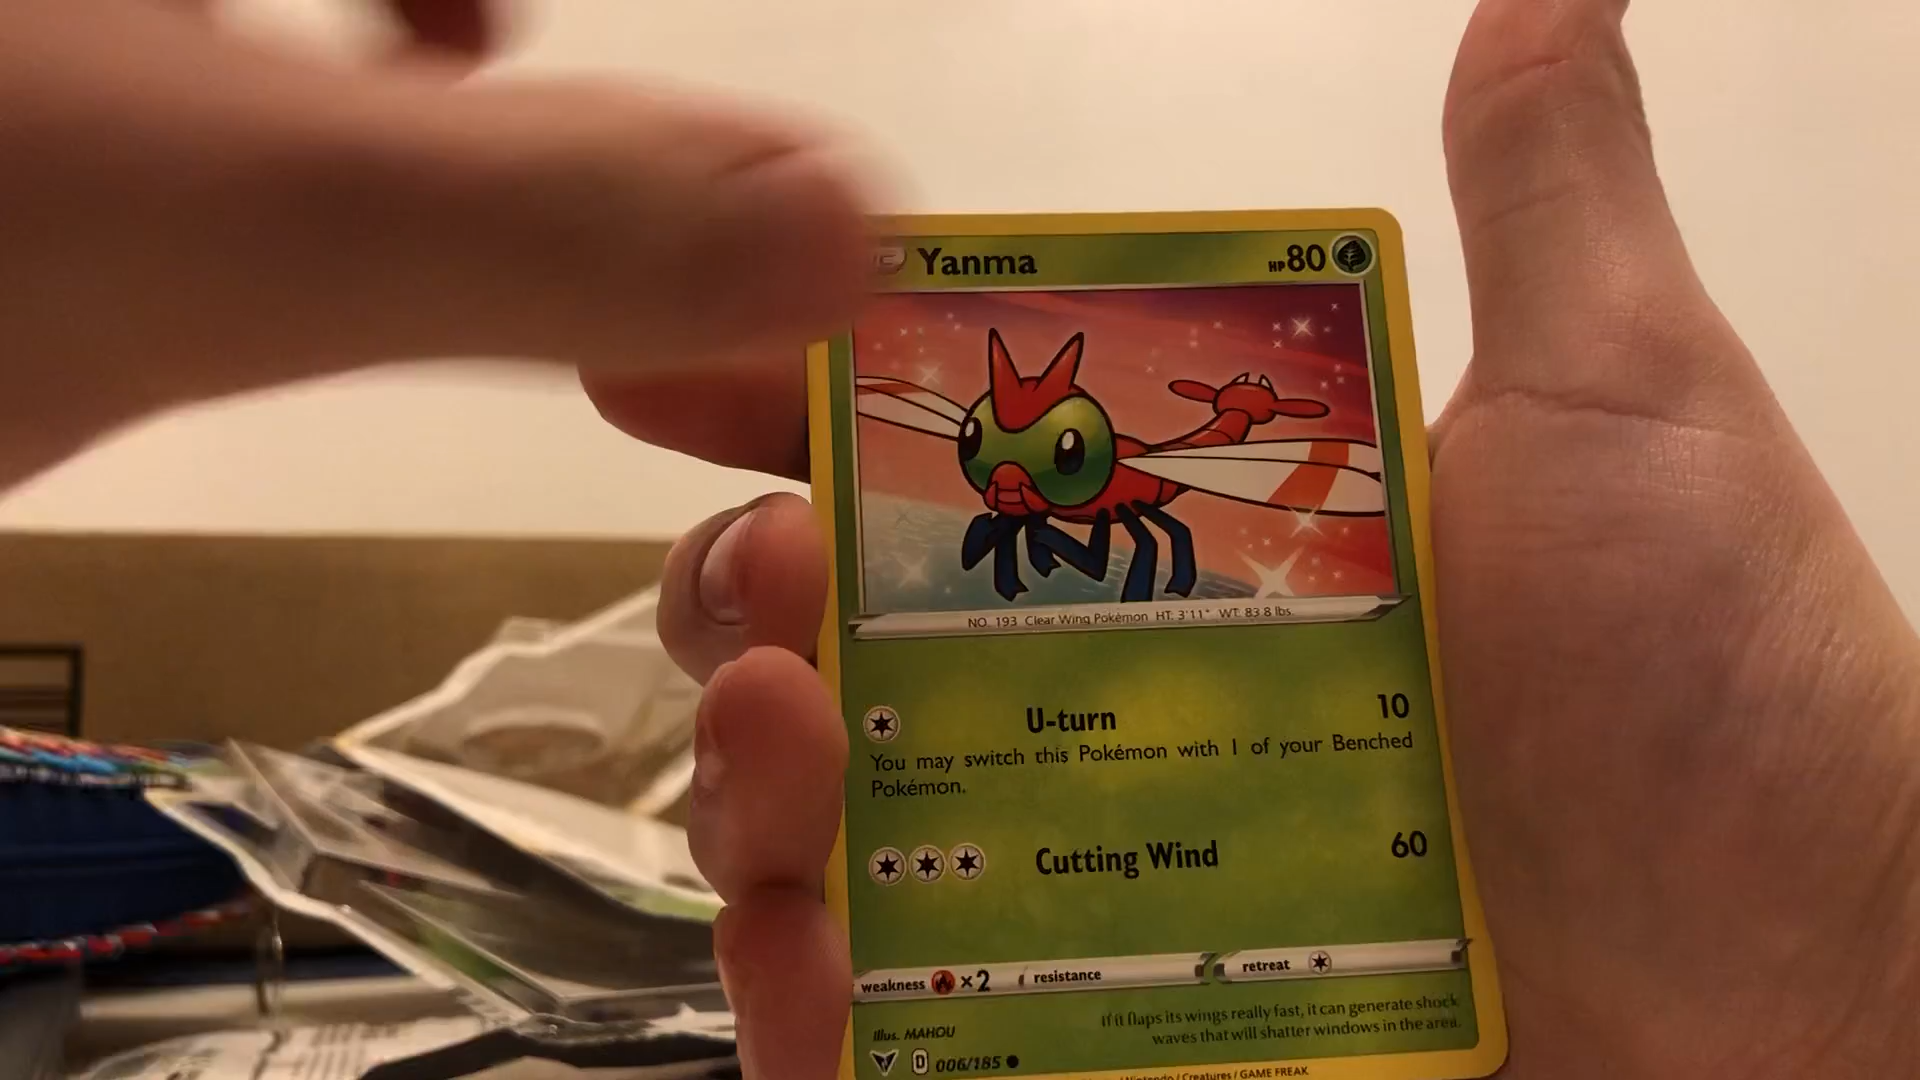 Yanma HP80
NO. 193 Clear Wing Pokémon HT: 3'11" WT: 83.8 lbs.
U-turn 10
You may switch this Pokémon with 1 of your Benched
Pokémon.
Cutting Wind 60
weakness ×2 resistance retreat
If it flaps its wings really fast, it can generate shock
waves that will shatter windows in the area.
Illus. MAHOU
D 006/185
Nintendo / Creatures / GAME FREAK